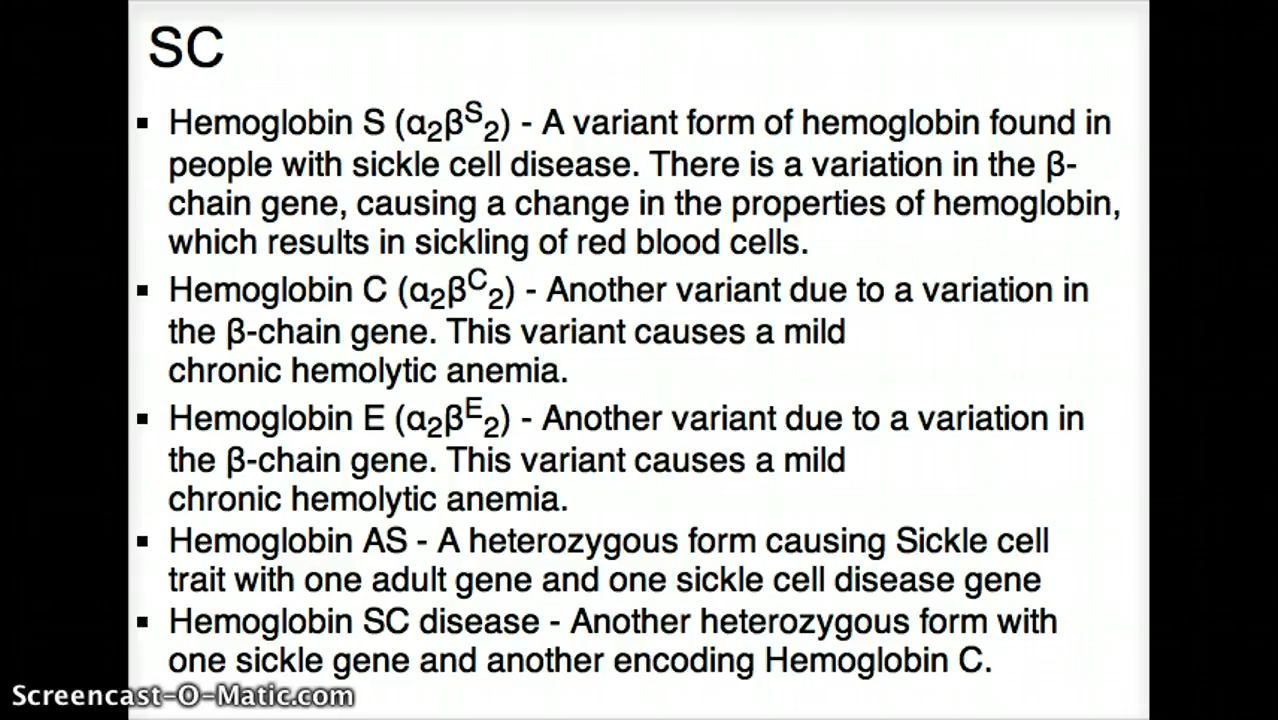 SC
▪ Hemoglobin S (α₂βˢ₂) - A variant form of hemoglobin found in
people with sickle cell disease. There is a variation in the β-
chain gene, causing a change in the properties of hemoglobin,
which results in sickling of red blood cells.
▪ Hemoglobin C (α₂βᶜ₂) - Another variant due to a variation in
the β-chain gene. This variant causes a mild
chronic hemolytic anemia.
▪ Hemoglobin E (α₂βᴱ₂) - Another variant due to a variation in
the β-chain gene. This variant causes a mild
chronic hemolytic anemia.
▪ Hemoglobin AS - A heterozygous form causing Sickle cell
trait with one adult gene and one sickle cell disease gene
▪ Hemoglobin SC disease - Another heterozygous form with
one sickle gene and another encoding Hemoglobin C.
Screencast-O-Matic.com